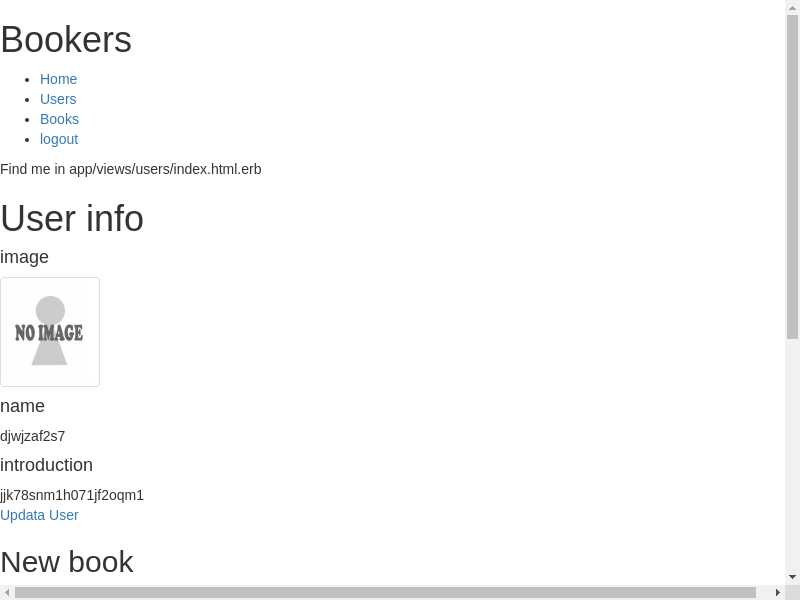 Bookers
Home
Users
Books
logout
Find me in app/views/users/index.html.erb
User info
image
NO IMAGE
name
djwjzaf2s7
introduction
jjk78snm1h071jf2oqm1
Updata User
New book